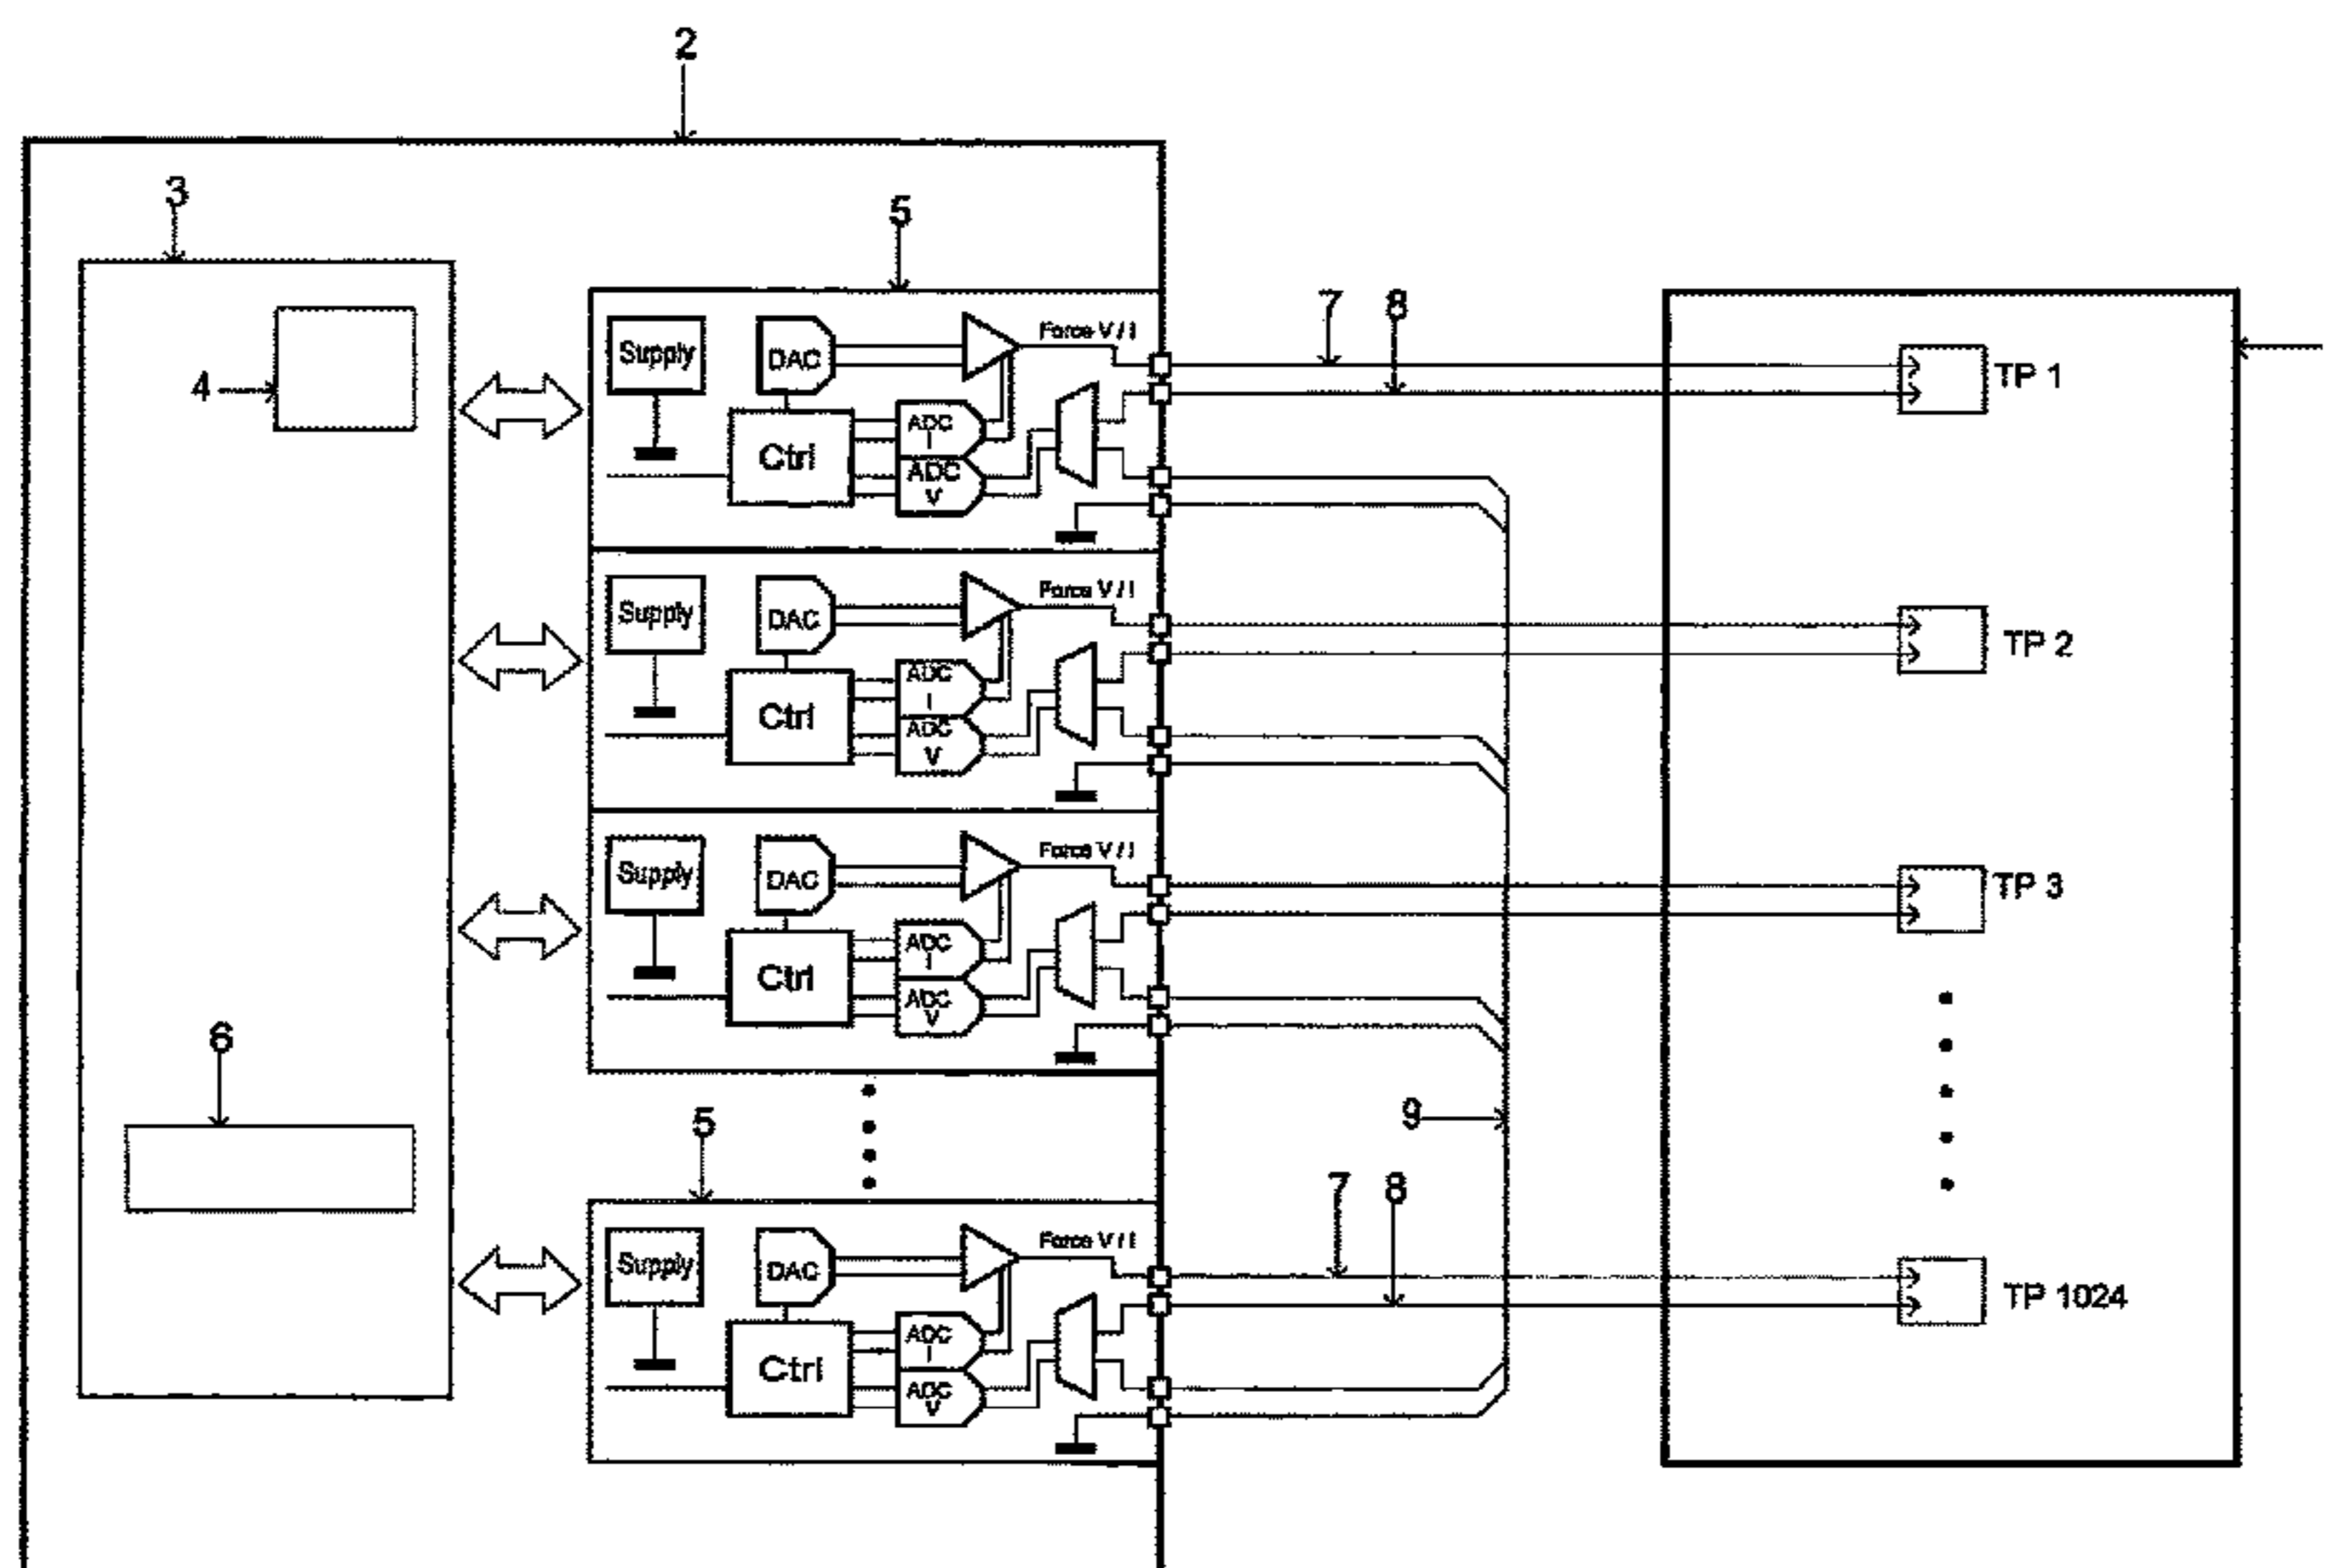 2
3
5
4
7
8
Supply
DAC
Force V / I
ADC
I
Ctrl
ADC
V
TP 1
Supply
DAC
Force V / I
ADC
I
Ctrl
ADC
V
TP 2
Supply
DAC
Force V / I
ADC
I
Ctrl
ADC
V
TP 3
6
5
9
7
8
Supply
DAC
Force V / I
ADC
I
Ctrl
ADC
V
TP 1024